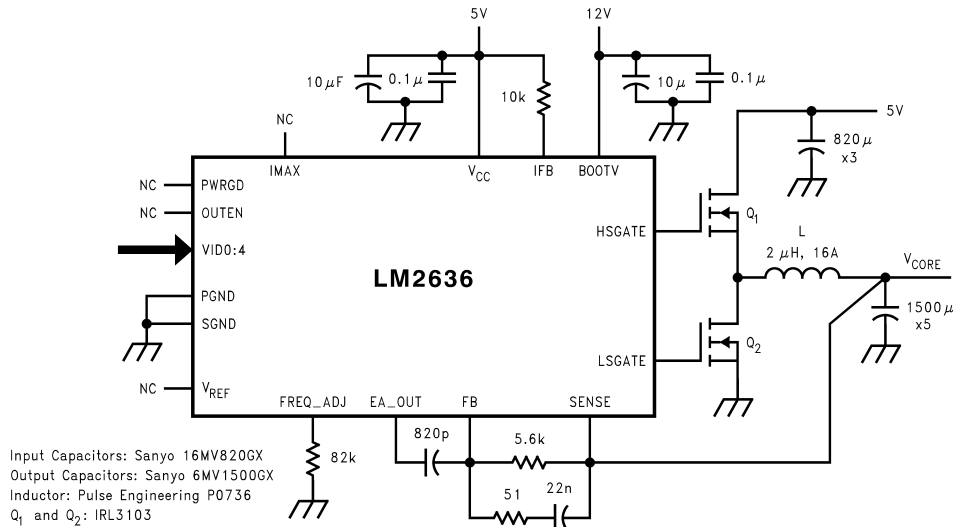 5V
12V
10μF
0.1μ
10k
10μ
0.1μ
5V
820μ
x3
NC
IMAX
VCC
IFB
BOOTV
NC
PWRGD
NC
OUTEN
VID0:4
HSGATE
Q1
L
2 μH, 16A
VCORE
LM2636
PGND
SGND
1500μ
x5
LSGATE
Q2
NC
VREF
FREQ_ADJ
EA_OUT
FB
SENSE
82k
820p
5.6k
51
22n
Input Capacitors: Sanyo 16MV820GX
Output Capacitors: Sanyo 6MV1500GX
Inductor: Pulse Engineering P0736
Q1 and Q2: IRL3103